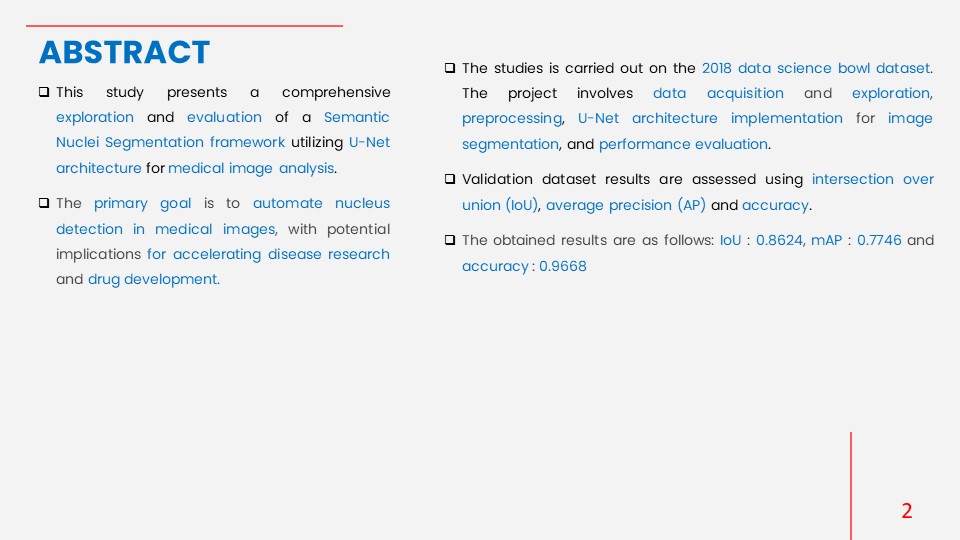 ABSTRACT
❑ This study presents a comprehensive
exploration and evaluation of a Semantic
Nuclei Segmentation framework utilizing U-Net
architecture for medical image analysis.
❑ The primary goal is to automate nucleus
detection in medical images, with potential
implications for accelerating disease research
and drug development.
❑ The studies is carried out on the 2018 data science bowl dataset.
The project involves data acquisition and exploration,
preprocessing, U-Net architecture implementation for image
segmentation, and performance evaluation.
❑ Validation dataset results are assessed using intersection over
union (IoU), average precision (AP) and accuracy.
❑ The obtained results are as follows: IoU : 0.8624, mAP : 0.7746 and
accuracy : 0.9668
2